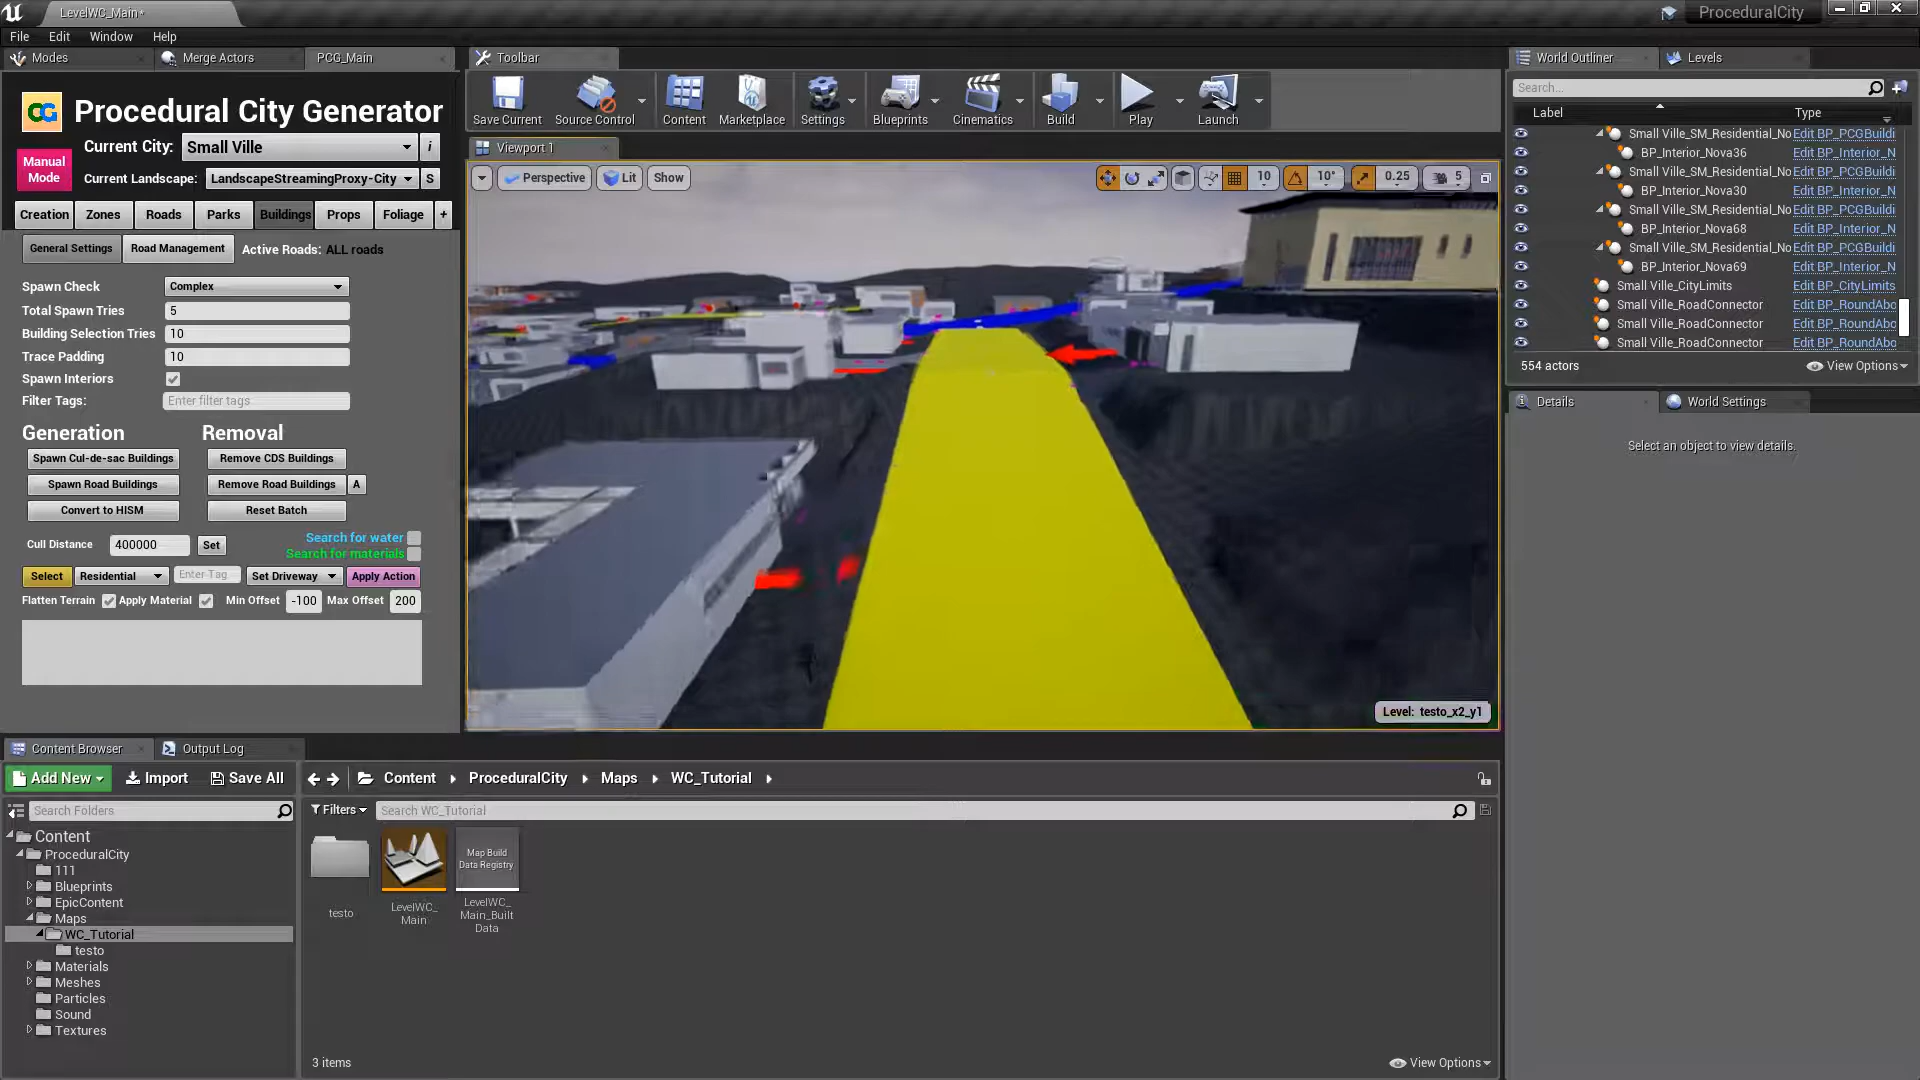 LevelWC_Main*
ProceduralCity
File Edit Window Help
Modes
Merge Actors
PCG_Main
Toolbar
World Outliner
Levels
CG
Procedural City Generator
Current City: Small Ville i
Manual Mode
Current Landscape: LandscapeStreamingProxy-City S
Creation Zones Roads Parks Buildings Props Foliage +
General Settings Road Management Active Roads: ALL roads
Spawn Check Complex
Total Spawn Tries 5
Building Selection Tries 10
Trace Padding 10
Spawn Interiors
Filter Tags: Enter filter tags
Generation Removal
Spawn Cul-de-sac Buildings Remove CDS Buildings
Spawn Road Buildings Remove Road Buildings A
Convert to HISM Reset Batch
Cull Distance 400000 Set
Search for water
Search for materials
Select Residential Enter Tag Set Driveway Apply Action
Flatten Terrain Apply Material Min Offset -100 Max Offset 200
Save Current Source Control Content Marketplace Settings Blueprints Cinematics Build Play Launch
Viewport 1
Perspective Lit Show 10 10° 0.25 5
Level: testo_x2_y1
Search...
Label Type
Small Ville_SM_Residential_No Edit BP_PCGBuildi
BP_Interior_Nova36 Edit BP_Interior_N
Small Ville_SM_Residential_No Edit BP_PCGBuildi
BP_Interior_Nova30 Edit BP_Interior_N
Small Ville_SM_Residential_No Edit BP_PCGBuildi
BP_Interior_Nova68 Edit BP_Interior_N
Small Ville_SM_Residential_No Edit BP_PCGBuildi
BP_Interior_Nova69 Edit BP_Interior_N
Small Ville_CityLimits Edit BP_CityLimits
Small Ville_RoadConnector Edit BP_RoundAbo
Small Ville_RoadConnector Edit BP_RoundAbo
Small Ville_RoadConnector Edit BP_RoundAbo
554 actors View Options
Details
World Settings
Select an object to view details.
Content Browser
Output Log
Add New Import Save All Content ProceduralCity Maps WC_Tutorial
Search Folders
Filters Search WC_Tutorial
Content
ProceduralCity
111
Blueprints
EpicContent
Maps
WC_Tutorial
testo
Materials
Meshes
Particles
Sound
Textures
testo
LevelWC_
Main
Map Build
Data Registry
LevelWC_
Main_Built
Data
3 items View Options